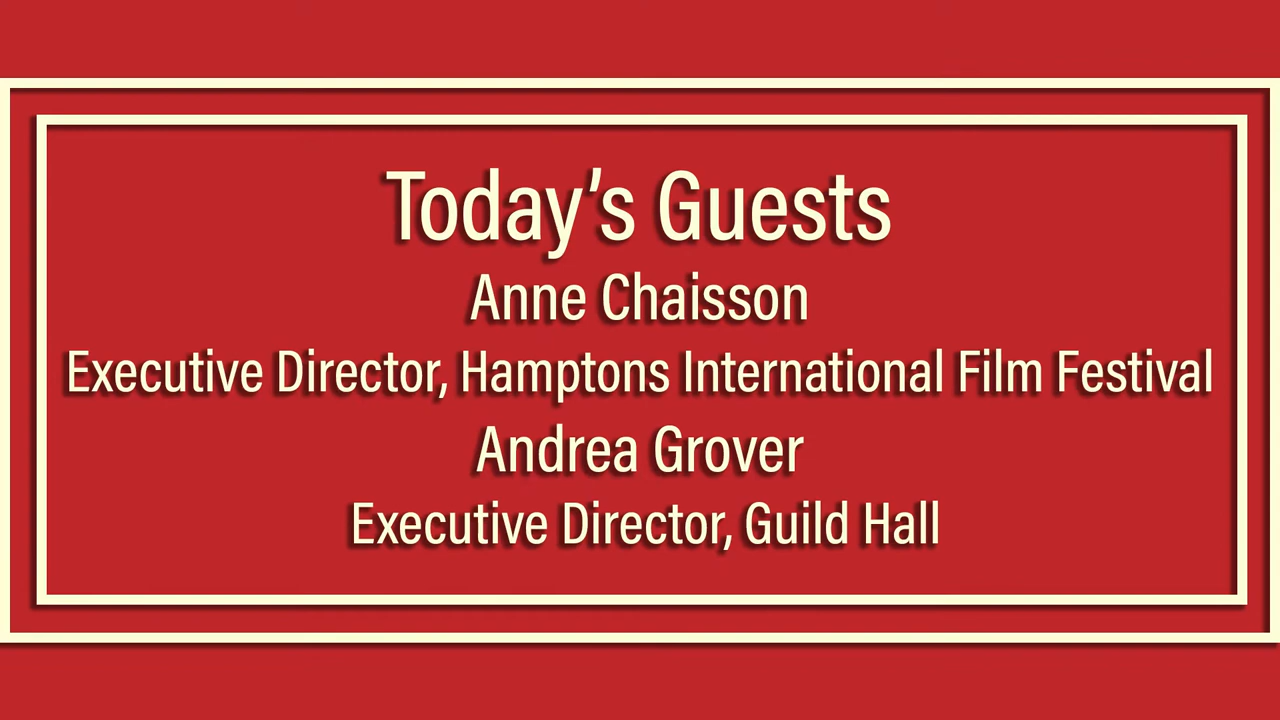 Today’s Guests
Anne Chaisson
Executive Director, Hamptons International Film Festival
Andrea Grover
Executive Director, Guild Hall